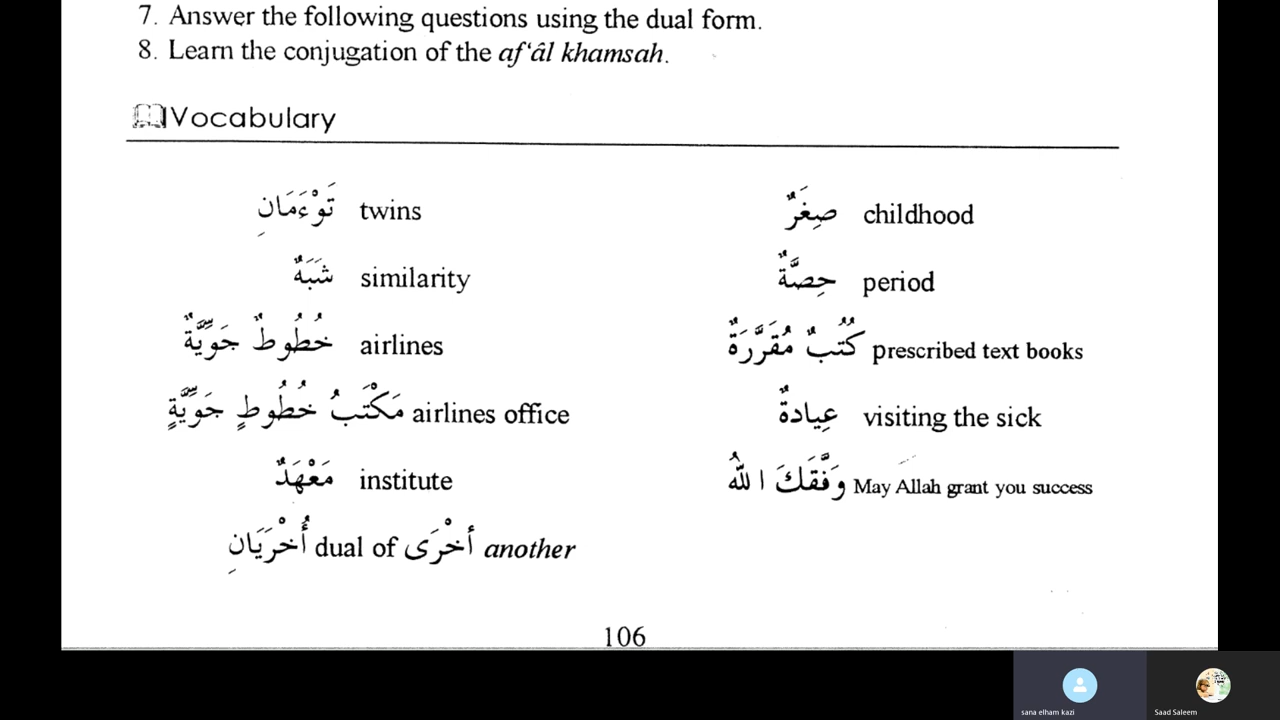 7. Answer the following questions using the dual form.
8. Learn the conjugation of the af‘âl khamsah.
Vocabulary
تَوْءَمَانِ twins
صِغَرٌ childhood
شَبَهٌ similarity
حِصَّةٌ period
خُطُوطٌ جَوِّيَّةٌ airlines
كُتُبٌ مُقَرَّرَةٌ prescribed text books
مَكْتَبُ خُطُوطٍ جَوِّيَّةٍ airlines office
عِيادةٌ visiting the sick
مَعْهَدٌ institute
وَفَّقَكَ اللهُ May Allah grant you success
أُخْرَيَانِ dual of أخْرَى another
106
sana elham kazi
Saad Saleem